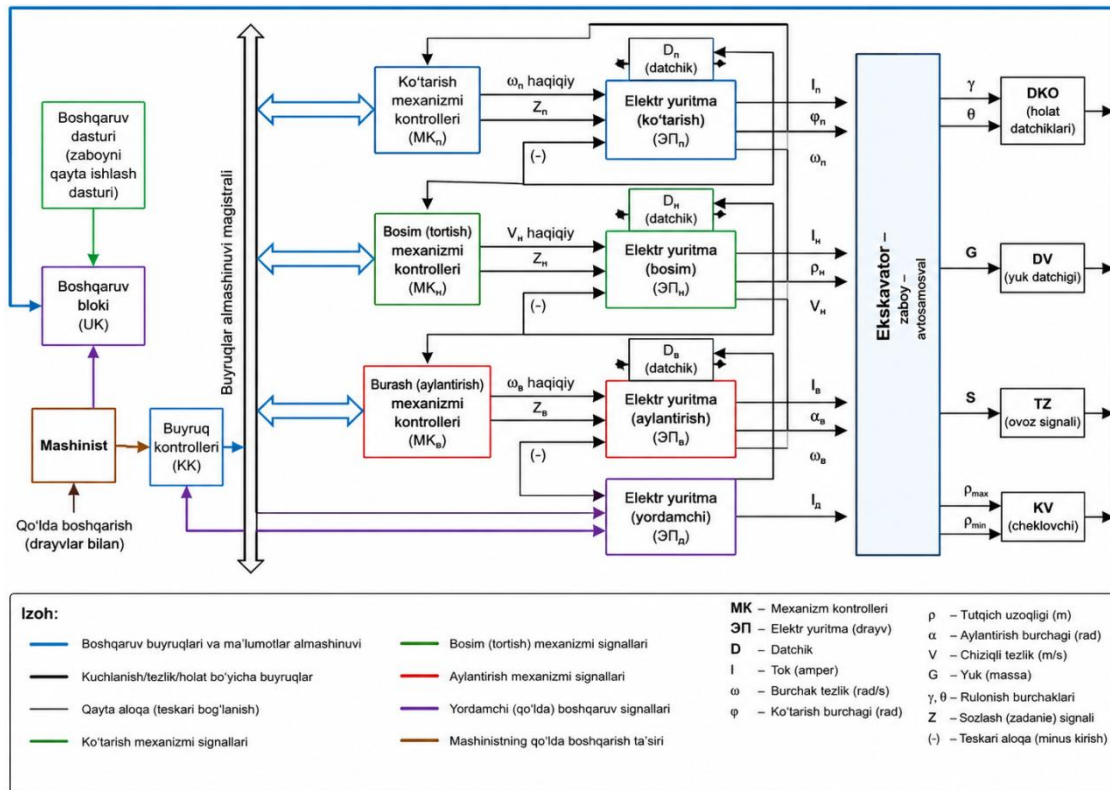 Boshqaruv
dasturi
(zaboyni
qayta ishlash
dasturi)
Boshqaruv
bloki
(UK)
Mashinist
Qo‘lda boshqarish
(drayvlar bilan)
Buyruq
kontrolleri
(KK)
Buyruqlar almashinuvi magistrali
Ko‘tarish
mexanizmi
kontrolleri
(MKп)
ωп haqiqiy
Zп
(-)
Dп
(datchik)
Elektr yuritma
(ko‘tarish)
(ЭПп)
Iп
φп
ωп
Bosim (tortish)
mexanizmi
kontrolleri
(MKн)
Vн haqiqiy
Zн
(-)
Dн
(datchik)
Elektr yuritma
(bosim)
(ЭПн)
Iн
ρн
Vн
Burash (aylantirish)
mexanizmi
kontrolleri
(MKв)
ωв haqiqiy
Zв
(-)
Dв
(datchik)
Elektr yuritma
(aylantirish)
(ЭПв)
Iв
αв
ωв
Elektr yuritma
(yordamchi)
(ЭПд)
Iд
Ekskavator –
zaboy –
avtosamosval
γ
θ
DKO
(holat
datchiklari)
G
DV
(yuk datchigi)
S
TZ
(ovoz signali)
ρmax
ρmin
KV
(cheklovchi)
Izoh:
Boshqaruv buyruqlari va ma’lumotlar almashinuvi
Kuchlanish/tezlik/holat bo‘yicha buyruqlar
Qayta aloqa (teskari bog‘lanish)
Ko‘tarish mexanizmi signallari
Bosim (tortish) mexanizmi signallari
Aylantirish mexanizmi signallari
Yordamchi (qo‘lda) boshqaruv signallari
Mashinistning qo‘lda boshqarish ta’siri
MK – Mexanizm kontrolleri
ЭП – Elektr yuritma (drayv)
D – Datchik
I – Tok (amper)
ω – Burchak tezlik (rad/s)
φ – Ko‘tarish burchagi (rad)
ρ – Tutqich uzoqligi (m)
α – Aylantirish burchagi (rad)
V – Chiziqli tezlik (m/s)
G – Yuk (massa)
γ, θ – Rulonish burchaklari
Z – Sozlash (zadanie) signali
(-) – Teskari aloqa (minus kirish)